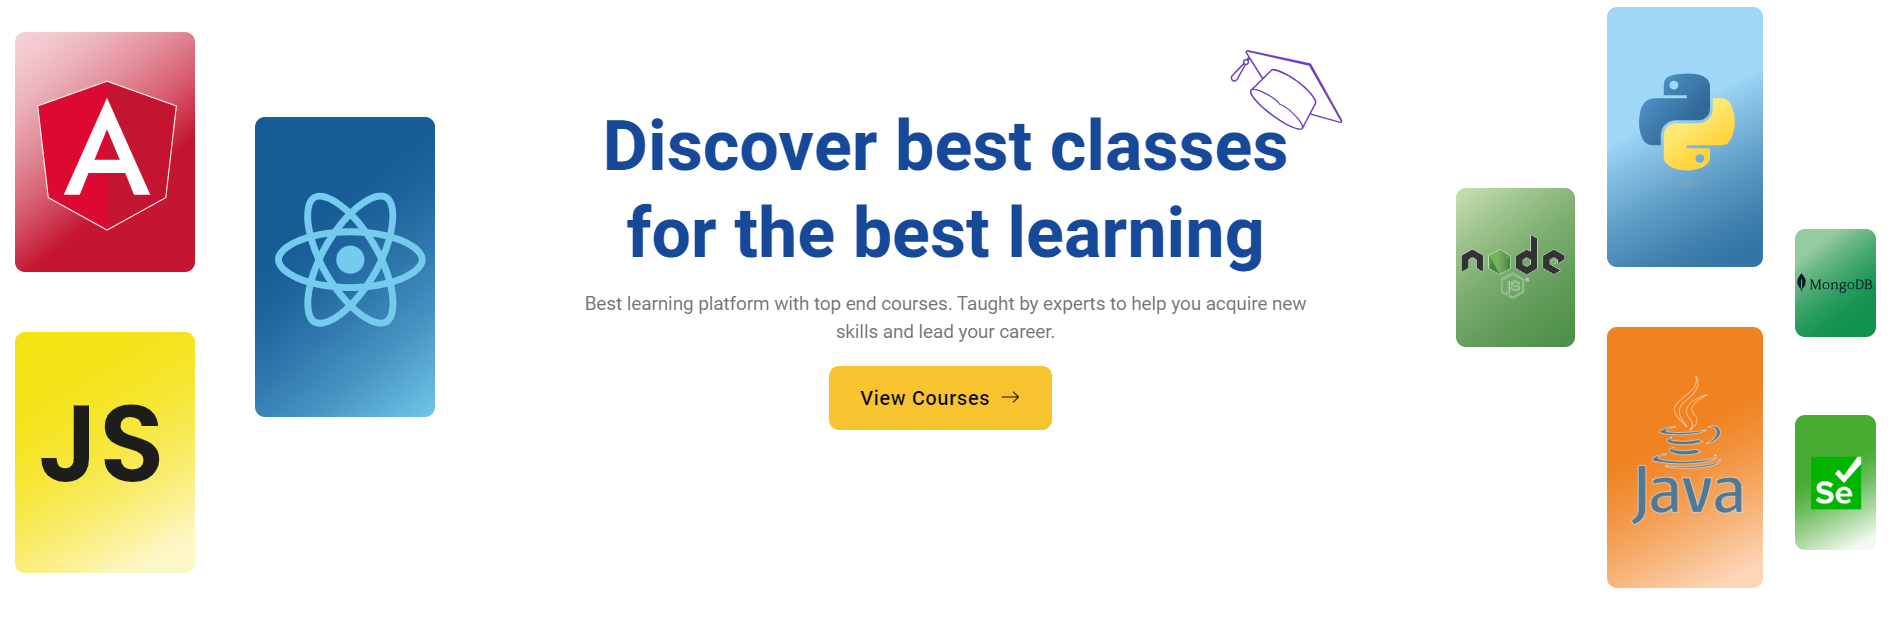 A
JS
Discover best classes
for the best learning
Best learning platform with top end courses. Taught by experts to help you acquire new
skills and lead your career.
View Courses
node
JS
MongoDB
Java
Se